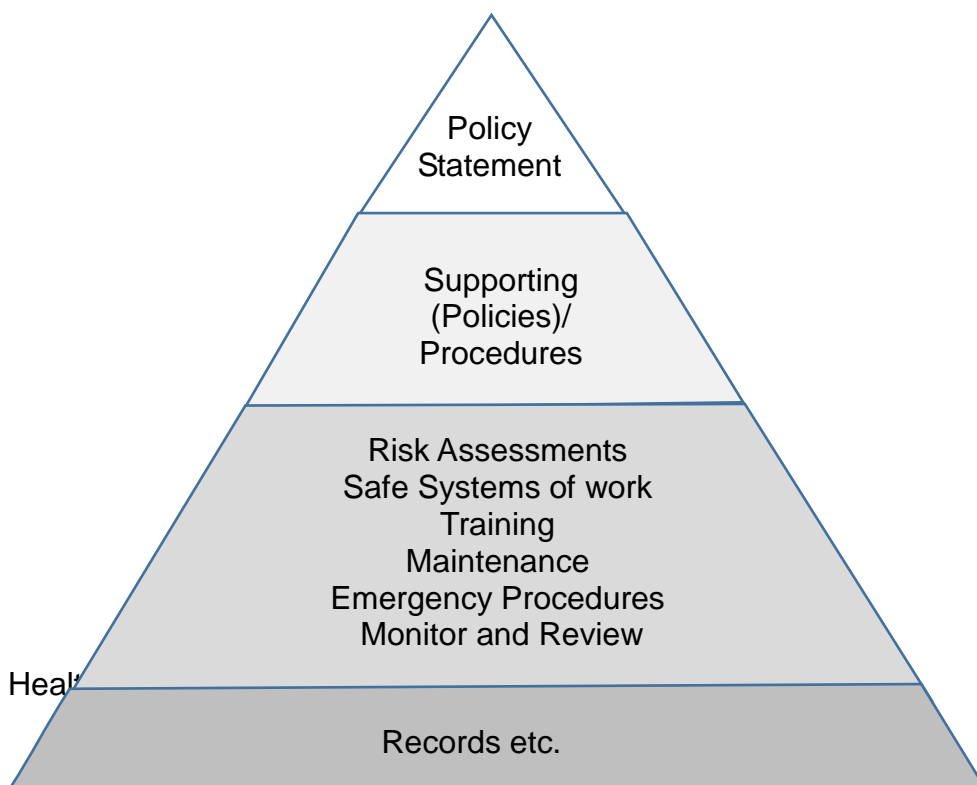 Policy
Statement
Supporting
(Policies)/
Procedures
Risk Assessments
Safe Systems of work
Training
Maintenance
Emergency Procedures
Monitor and Review
Records etc.